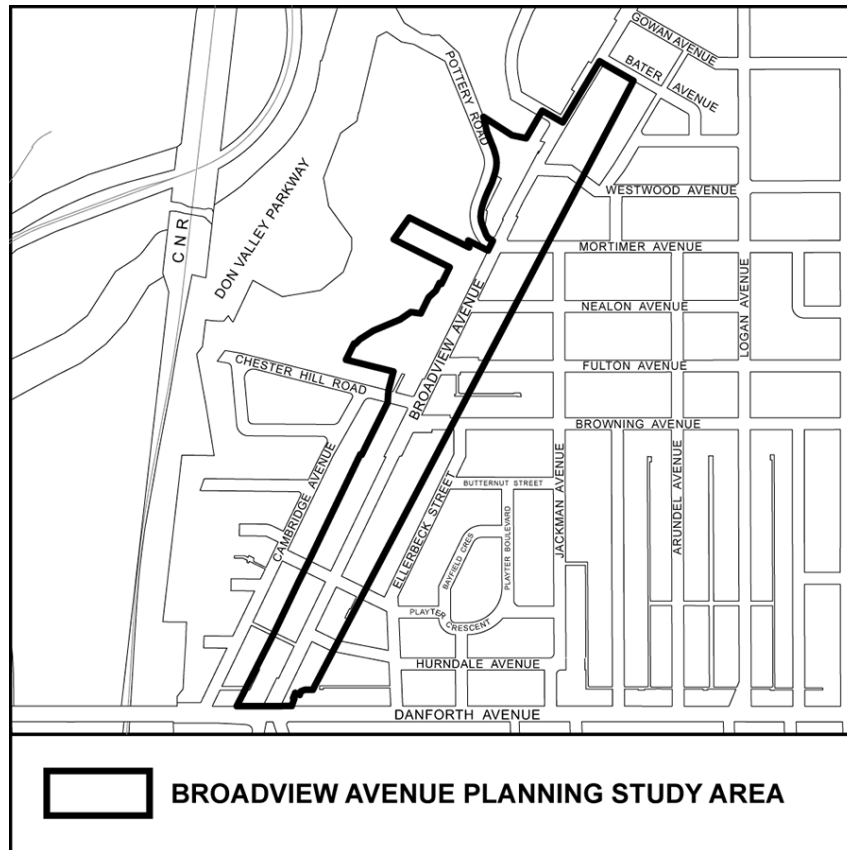 GOWAN AVENUE
BATER AVENUE
POTTERY ROAD
DON VALLEY PARKWAY
CNR
WESTWOOD AVENUE
MORTIMER AVENUE
LOGAN AVENUE
NEALON AVENUE
BROADVIEW AVENUE
CHESTER HILL ROAD
FULTON AVENUE
BROWNING AVENUE
CAMBRIDGE AVENUE
ELLERBECK STREET
BUTTERNUT STREET
JACKMAN AVENUE
ARUNDEL AVENUE
BAYFIELD CRES
PLAYTER BOULEVARD
PLAYTER CRESCENT
HURNDALE AVENUE
DANFORTH AVENUE
BROADVIEW AVENUE PLANNING STUDY AREA